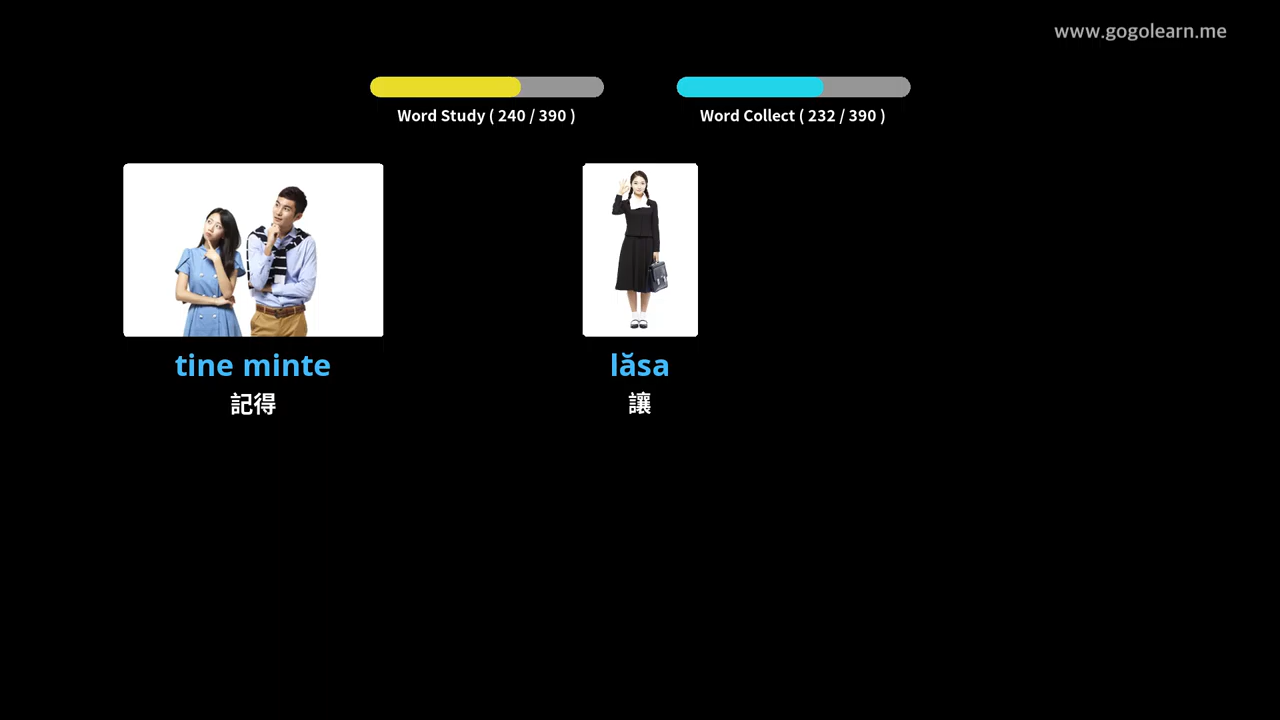 www.gogolearn.me
Word Study ( 240 / 390 )
Word Collect ( 232 / 390 )
tine minte
記得
lăsa
讓